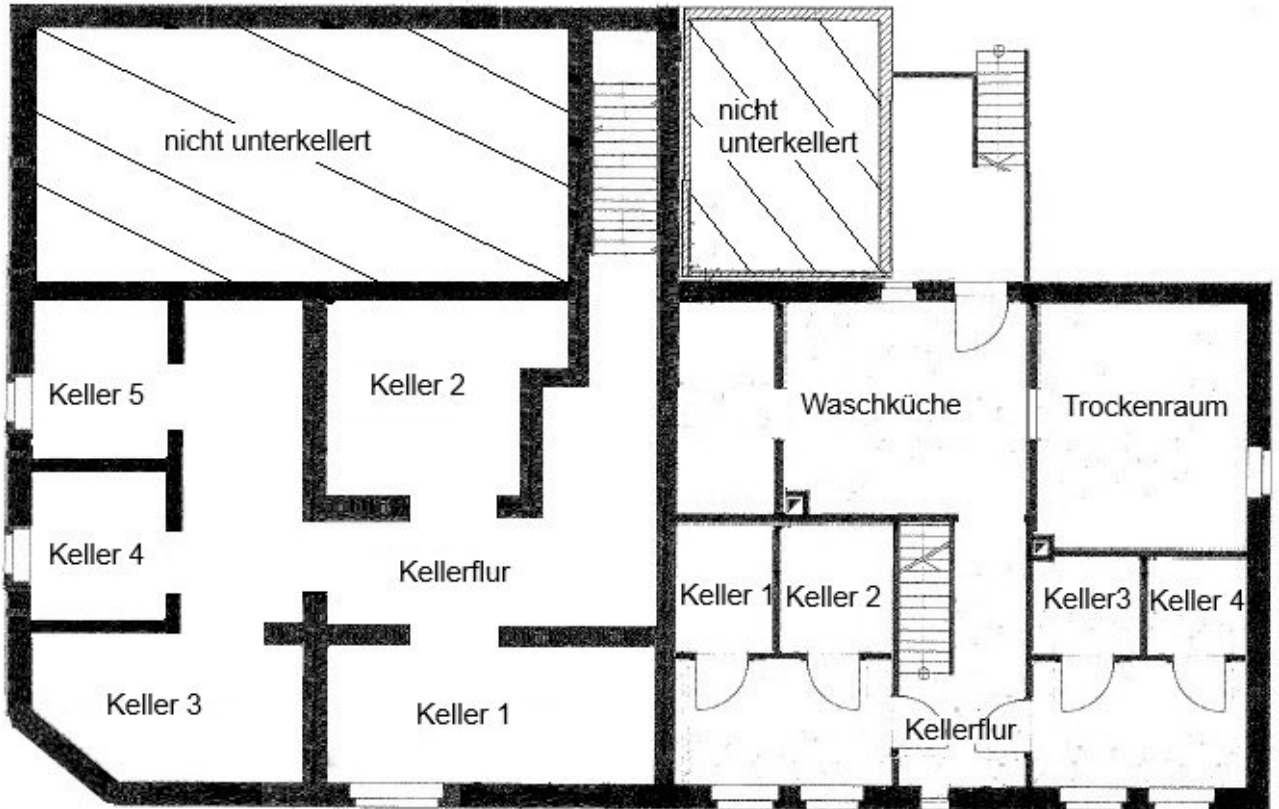 nicht unterkellert
nicht
unterkellert
Keller 5
Keller 2
Waschküche
Trockenraum
Keller 4
Kellerflur
Keller 1
Keller 2
Keller3
Keller 4
Keller 3
Keller 1
Kellerflur